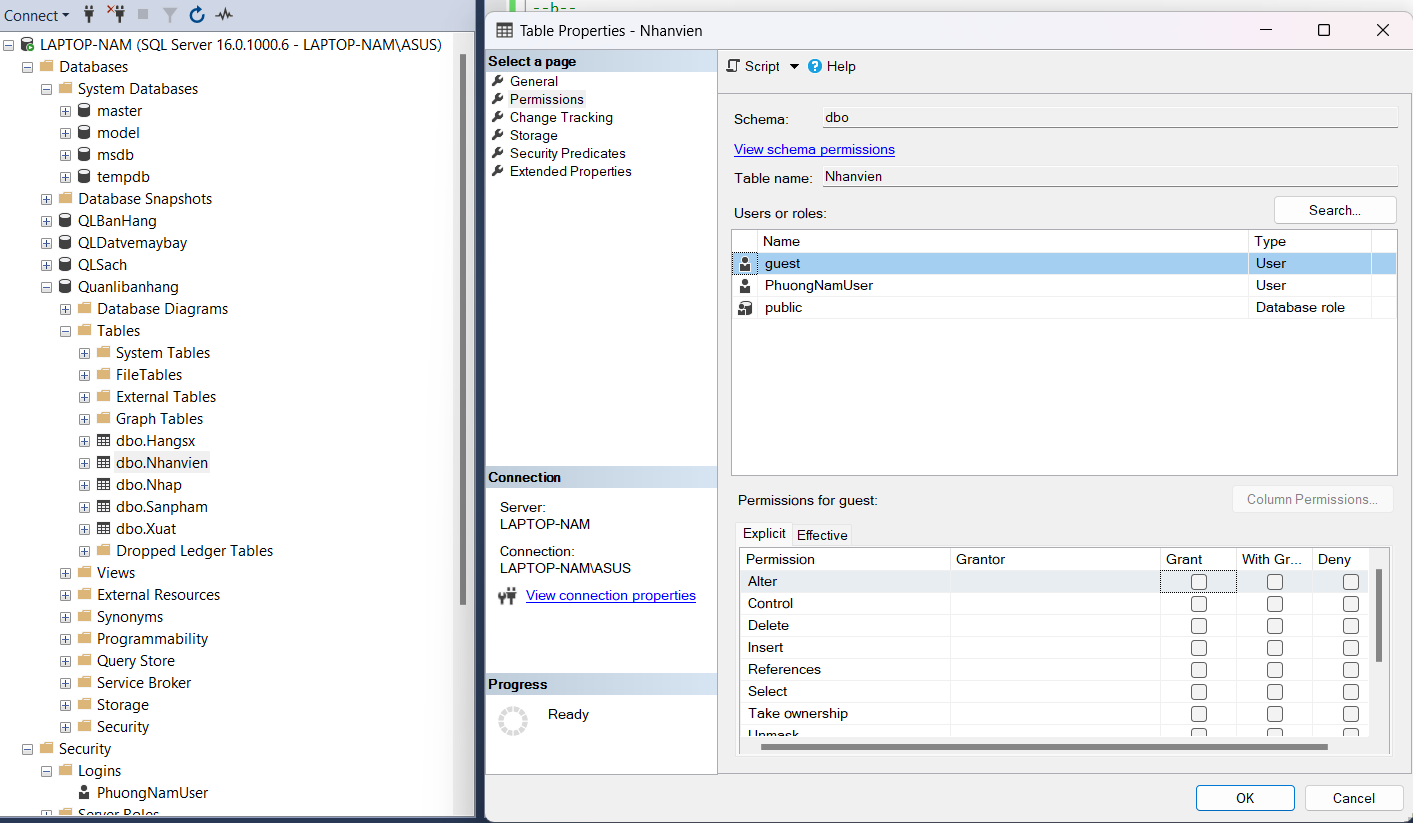 Connect
LAPTOP-NAM (SQL Server 16.0.1000.6 - LAPTOP-NAM\ASUS)
Databases
System Databases
master
model
msdb
tempdb
Database Snapshots
QLBanHang
QLDatvemaybay
QLSach
Quanlibanhang
Database Diagrams
Tables
System Tables
FileTables
External Tables
Graph Tables
dbo.Hangsx
dbo.Nhanvien
dbo.Nhap
dbo.Sanpham
dbo.Xuat
Dropped Ledger Tables
Views
External Resources
Synonyms
Programmability
Query Store
Service Broker
Storage
Security
Security
Logins
PhuongNamUser
Server Roles
--b--
Table Properties - Nhanvien
Select a page
General
Permissions
Change Tracking
Storage
Security Predicates
Extended Properties
Connection
Server:
LAPTOP-NAM
Connection:
LAPTOP-NAM\ASUS
View connection properties
Progress
Ready
Script Help
Schema: dbo
View schema permissions
Table name: Nhanvien
Users or roles: Search...
Name Type
guest User
PhuongNamUser User
public Database role
Permissions for guest: Column Permissions...
Explicit Effective
Permission Grantor Grant With Gr... Deny
Alter
Control
Delete
Insert
References
Select
Take ownership
Unmask
OK Cancel